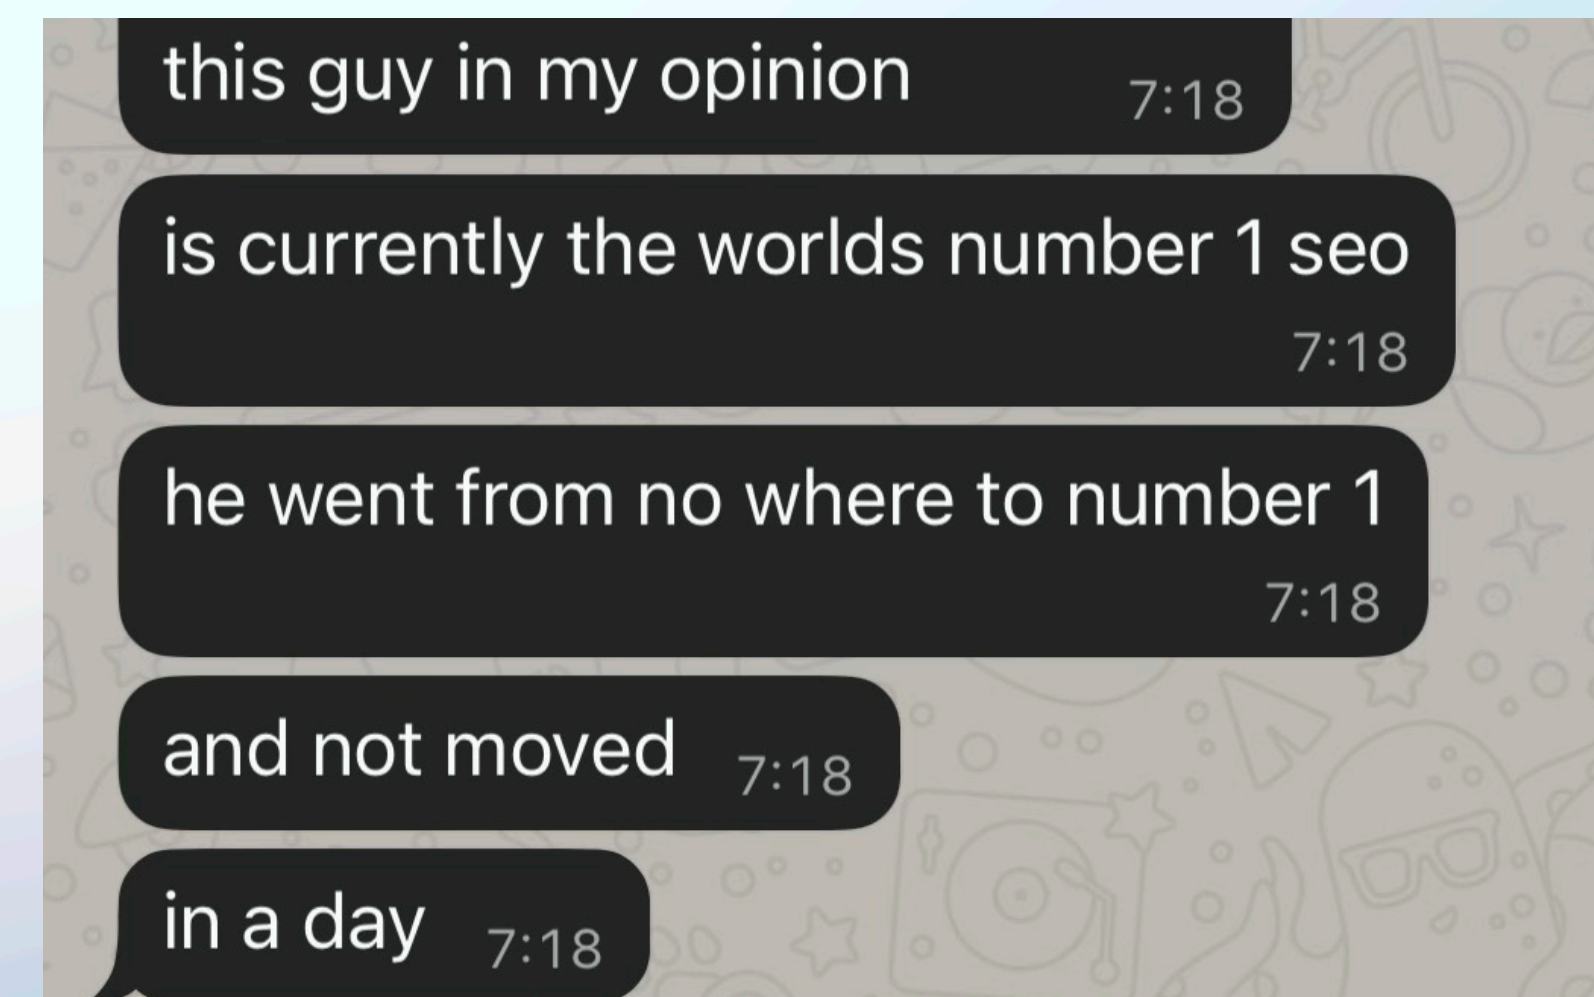 this guy in my opinion
7:18
is currently the worlds number 1 seo
7:18
he went from no where to number 1
7:18
and not moved
7:18
in a day
7:18